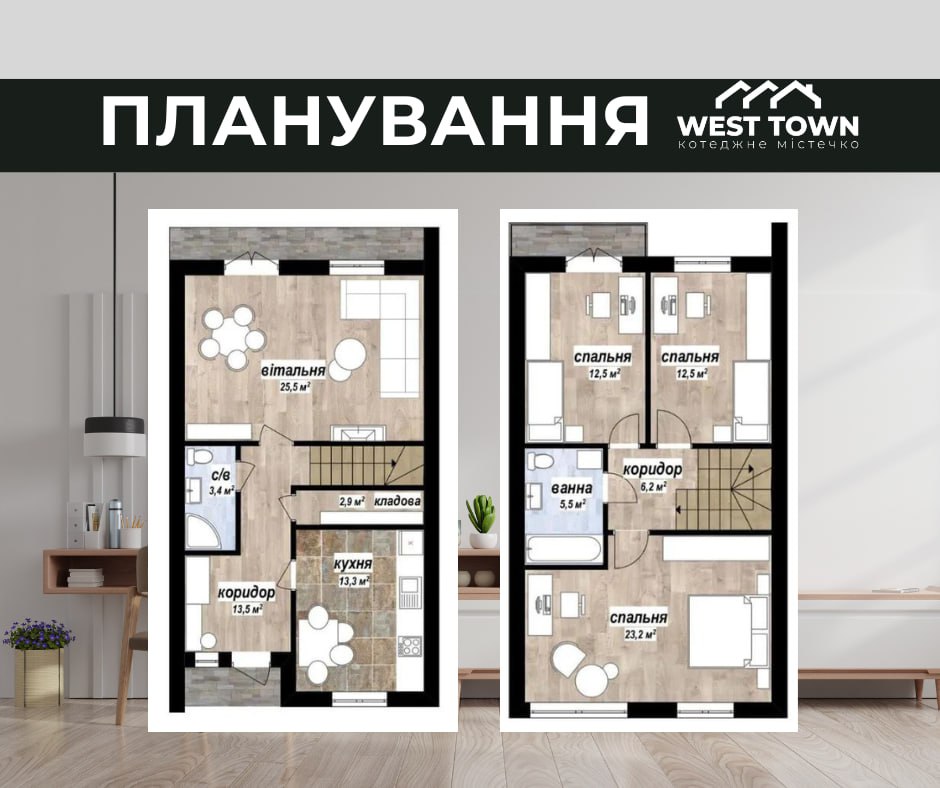 ПЛАНУВАННЯ
WEST TOWN
котеджне містечко
вітальня
25,5 м²
с/в
3,4 м²
2,9 м² кладова
кухня
13,3 м²
коридор
13,5 м²
спальня
12,5 м²
спальня
12,5 м²
коридор
6,2 м²
ванна
5,5 м²
спальня
23,2 м²